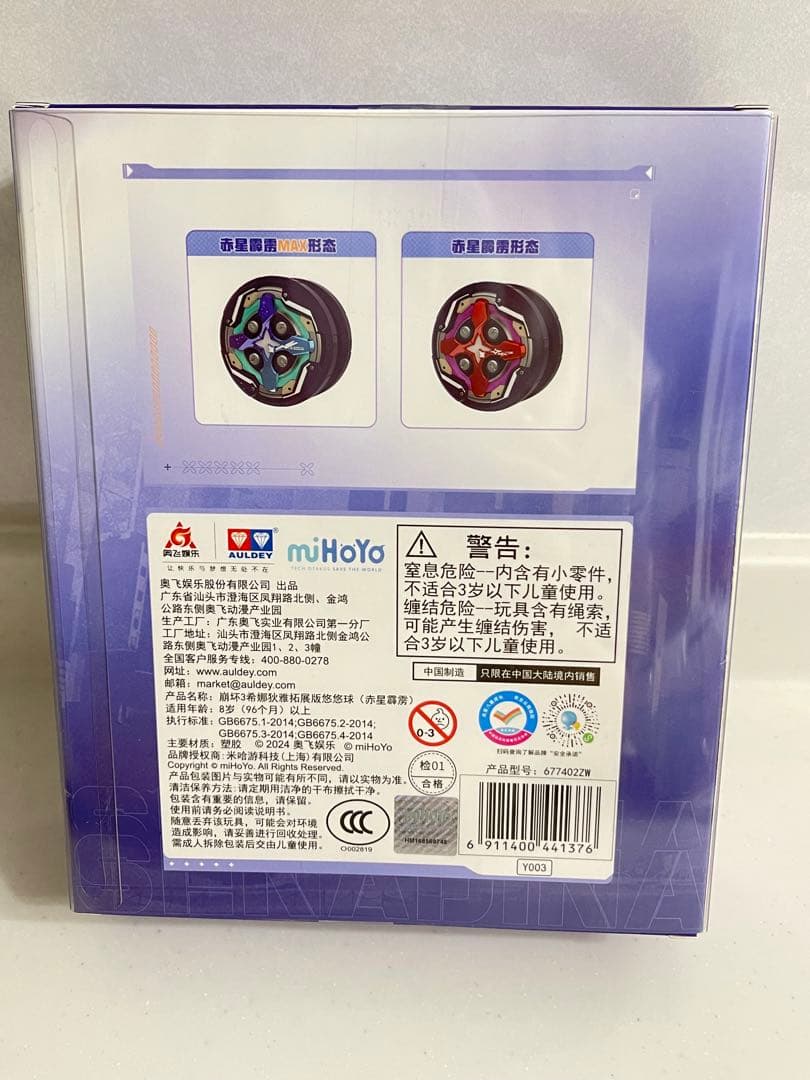 赤星霹雳MAX形态
赤星霹雳形态
奥飞娱乐
让快乐与梦想无处不在
AULDEY
miHoYo
TECH OTAKUS SAVE THE WORLD
奥飞娱乐股份有限公司 出品
广东省汕头市澄海区凤翔路北侧、金鸿
公路东侧奥飞动漫产业园
生产工厂：广东奥飞实业有限公司第一分厂
工厂地址：汕头市澄海区凤翔路北侧金鸿公
路东侧奥飞动漫产业园1、2、3幢
全国客户服务专线：400-880-0278
网址：www.auldey.com
邮箱：market@auldey.com
产品名称：崩坏3希娜狄雅拓展版悠悠球（赤星霹雳）
适用年龄：8岁（96个月）以上
执行标准：GB6675.1-2014;GB6675.2-2014;
GB6675.3-2014;GB6675.4-2014
主要材质：塑胶 © 2024 奥飞娱乐 © miHoYo
品牌授权商：米哈游科技(上海)有限公司
Copyright © miHoYo. All Rights Reserved.
产品包装图片与实物可能有所不同，请以实物为准。
清洁保养方法：请定期用洁净的干布擦拭干净。
包装含有重要的信息，请保留。
使用前请务必阅读说明书。
随意丢弃该玩具，可能会对环境
造成影响，请妥善进行回收处理。
需成人拆除包装后交由儿童使用。
警告：
窒息危险--内含有小零件，
不适合3岁以下儿童使用。
缠结危险--玩具含有绳索，
可能产生缠结伤害， 不适
合3岁以下儿童使用。
中国制造
只限在中国大陆境内销售
0-3
扫码查询了解品牌“安全承诺”
检01
合格
产品型号：677402ZW
CCC
C002819
6 911400 441376
Y003